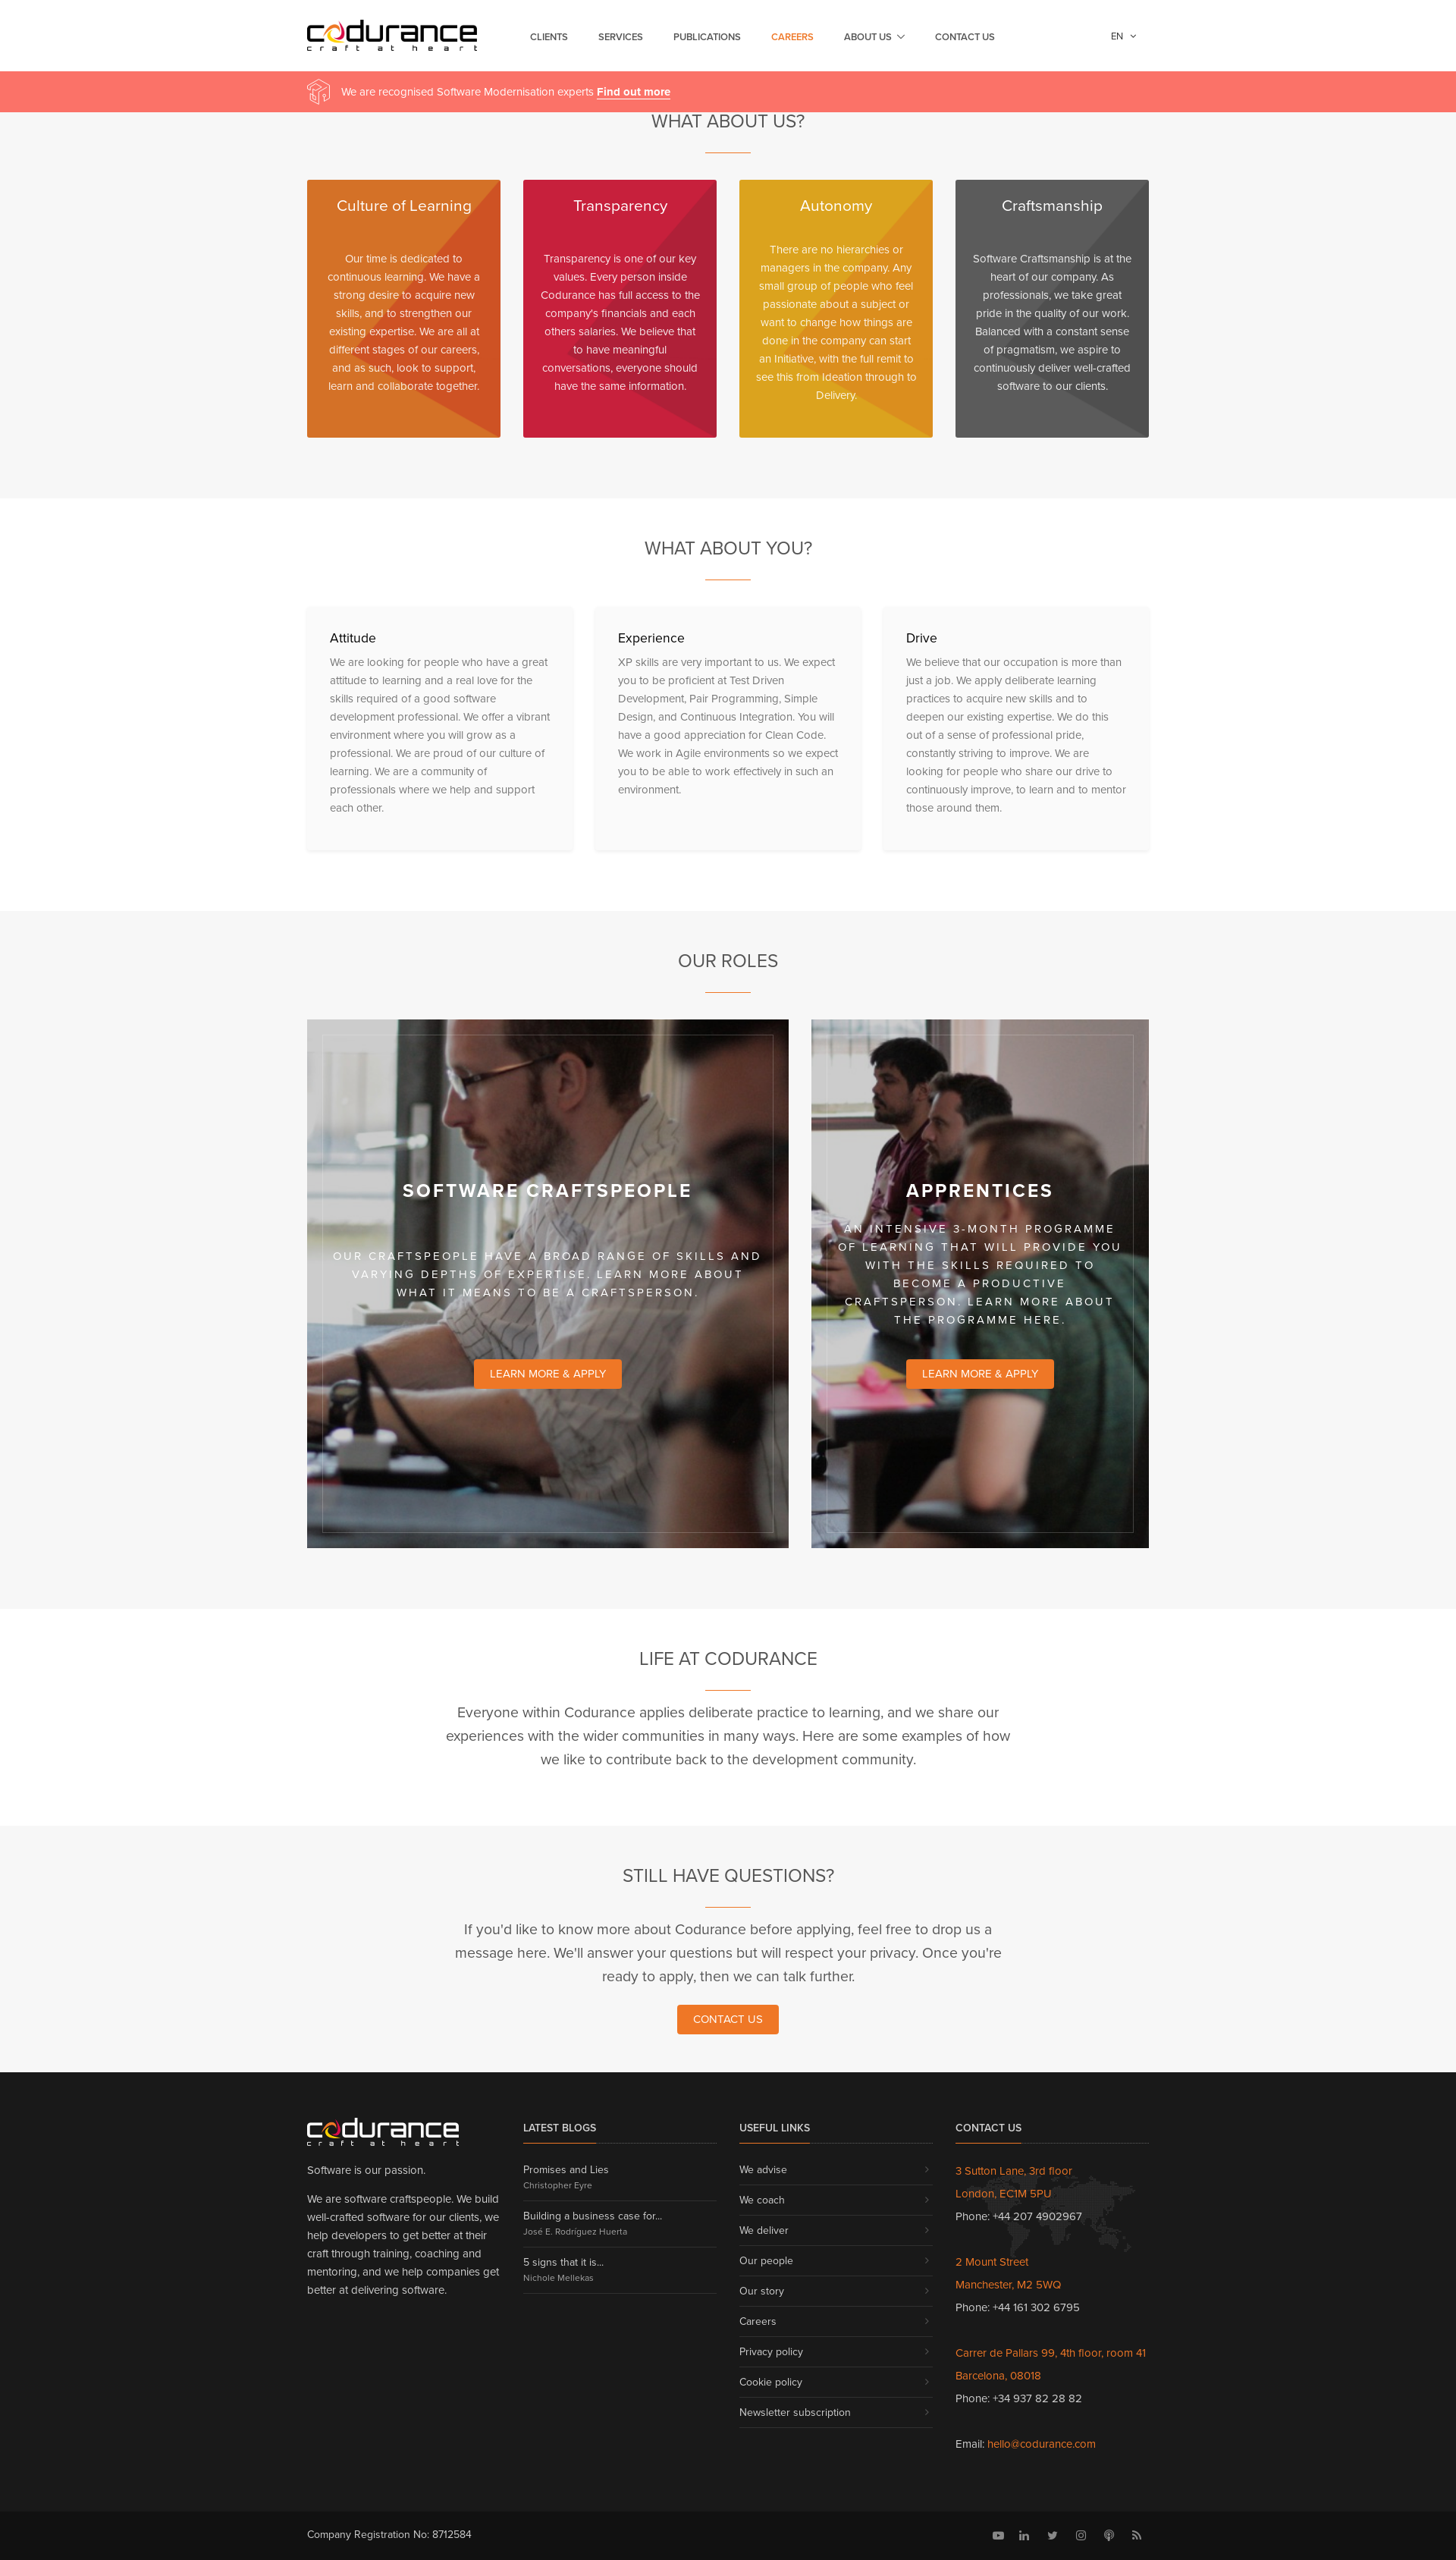 codurance
craft at heart
CLIENTS
SERVICES
PUBLICATIONS
CAREERS
ABOUT US
CONTACT US
EN
We are recognised Software Modernisation experts Find out more
WHAT ABOUT US?
Culture of Learning
Our time is dedicated to
continuous learning. We have a
strong desire to acquire new
skills, and to strengthen our
existing expertise. We are all at
different stages of our careers,
and as such, look to support,
learn and collaborate together.
Transparency
Transparency is one of our key
values. Every person inside
Codurance has full access to the
company's financials and each
others salaries. We believe that
to have meaningful
conversations, everyone should
have the same information.
Autonomy
There are no hierarchies or
managers in the company. Any
small group of people who feel
passionate about a subject or
want to change how things are
done in the company can start
an Initiative, with the full remit to
see this from Ideation through to
Delivery.
Craftsmanship
Software Craftsmanship is at the
heart of our company. As
professionals, we take great
pride in the quality of our work.
Balanced with a constant sense
of pragmatism, we aspire to
continuously deliver well-crafted
software to our clients.
WHAT ABOUT YOU?
Attitude
We are looking for people who have a great
attitude to learning and a real love for the
skills required of a good software
development professional. We offer a vibrant
environment where you will grow as a
professional. We are proud of our culture of
learning. We are a community of
professionals where we help and support
each other.
Experience
XP skills are very important to us. We expect
you to be proficient at Test Driven
Development, Pair Programming, Simple
Design, and Continuous Integration. You will
have a good appreciation for Clean Code.
We work in Agile environments so we expect
you to be able to work effectively in such an
environment.
Drive
We believe that our occupation is more than
just a job. We apply deliberate learning
practices to acquire new skills and to
deepen our existing expertise. We do this
out of a sense of professional pride,
constantly striving to improve. We are
looking for people who share our drive to
continuously improve, to learn and to mentor
those around them.
OUR ROLES
SOFTWARE CRAFTSPEOPLE
OUR CRAFTSPEOPLE HAVE A BROAD RANGE OF SKILLS AND
VARYING DEPTHS OF EXPERTISE. LEARN MORE ABOUT
WHAT IT MEANS TO BE A CRAFTSPERSON.
LEARN MORE & APPLY
APPRENTICES
AN INTENSIVE 3-MONTH PROGRAMME
OF LEARNING THAT WILL PROVIDE YOU
WITH THE SKILLS REQUIRED TO
BECOME A PRODUCTIVE
CRAFTSPERSON. LEARN MORE ABOUT
THE PROGRAMME HERE.
LEARN MORE & APPLY
LIFE AT CODURANCE
Everyone within Codurance applies deliberate practice to learning, and we share our
experiences with the wider communities in many ways. Here are some examples of how
we like to contribute back to the development community.
STILL HAVE QUESTIONS?
If you'd like to know more about Codurance before applying, feel free to drop us a
message here. We'll answer your questions but will respect your privacy. Once you're
ready to apply, then we can talk further.
CONTACT US
codurance
craft at heart
Software is our passion.
We are software craftspeople. We build
well-crafted software for our clients, we
help developers to get better at their
craft through training, coaching and
mentoring, and we help companies get
better at delivering software.
LATEST BLOGS
Promises and Lies
Christopher Eyre
Building a business case for...
José E. Rodríguez Huerta
5 signs that it is...
Nichole Mellekas
USEFUL LINKS
We advise
We coach
We deliver
Our people
Our story
Careers
Privacy policy
Cookie policy
Newsletter subscription
CONTACT US
3 Sutton Lane, 3rd floor
London, EC1M 5PU
Phone: +44 207 4902967
2 Mount Street
Manchester, M2 5WQ
Phone: +44 161 302 6795
Carrer de Pallars 99, 4th floor, room 41
Barcelona, 08018
Phone: +34 937 82 28 82
Email: hello@codurance.com
Company Registration No: 8712584